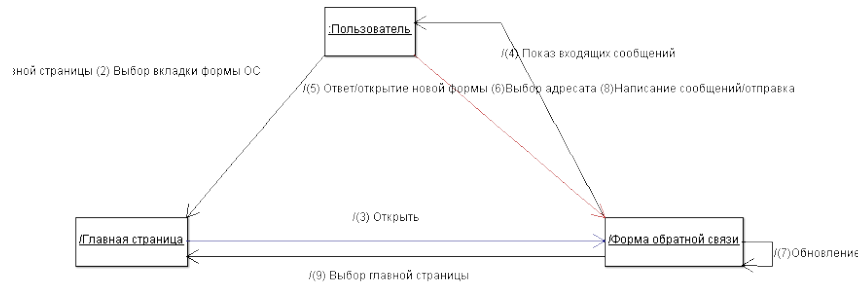 :Пользователь
/(4) Показ входящих сообщений
страницы (2) Выбор вкладки формы ОС
/(5) Ответ/открытие новой формы (6)Выбор адресата (8)Написание сообщений/отправка
/(3) Открыть
/Главная страница
/Форма обратной связи
/(7)Обновление
/(9) Выбор главной страницы